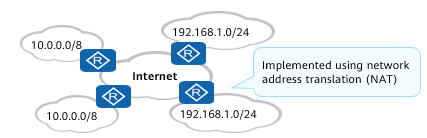 192.168.1.0/24
10.0.0.0/8
R
R
Internet
Implemented using network
address translation (NAT)
R
R
10.0.0.0/8
192.168.1.0/24